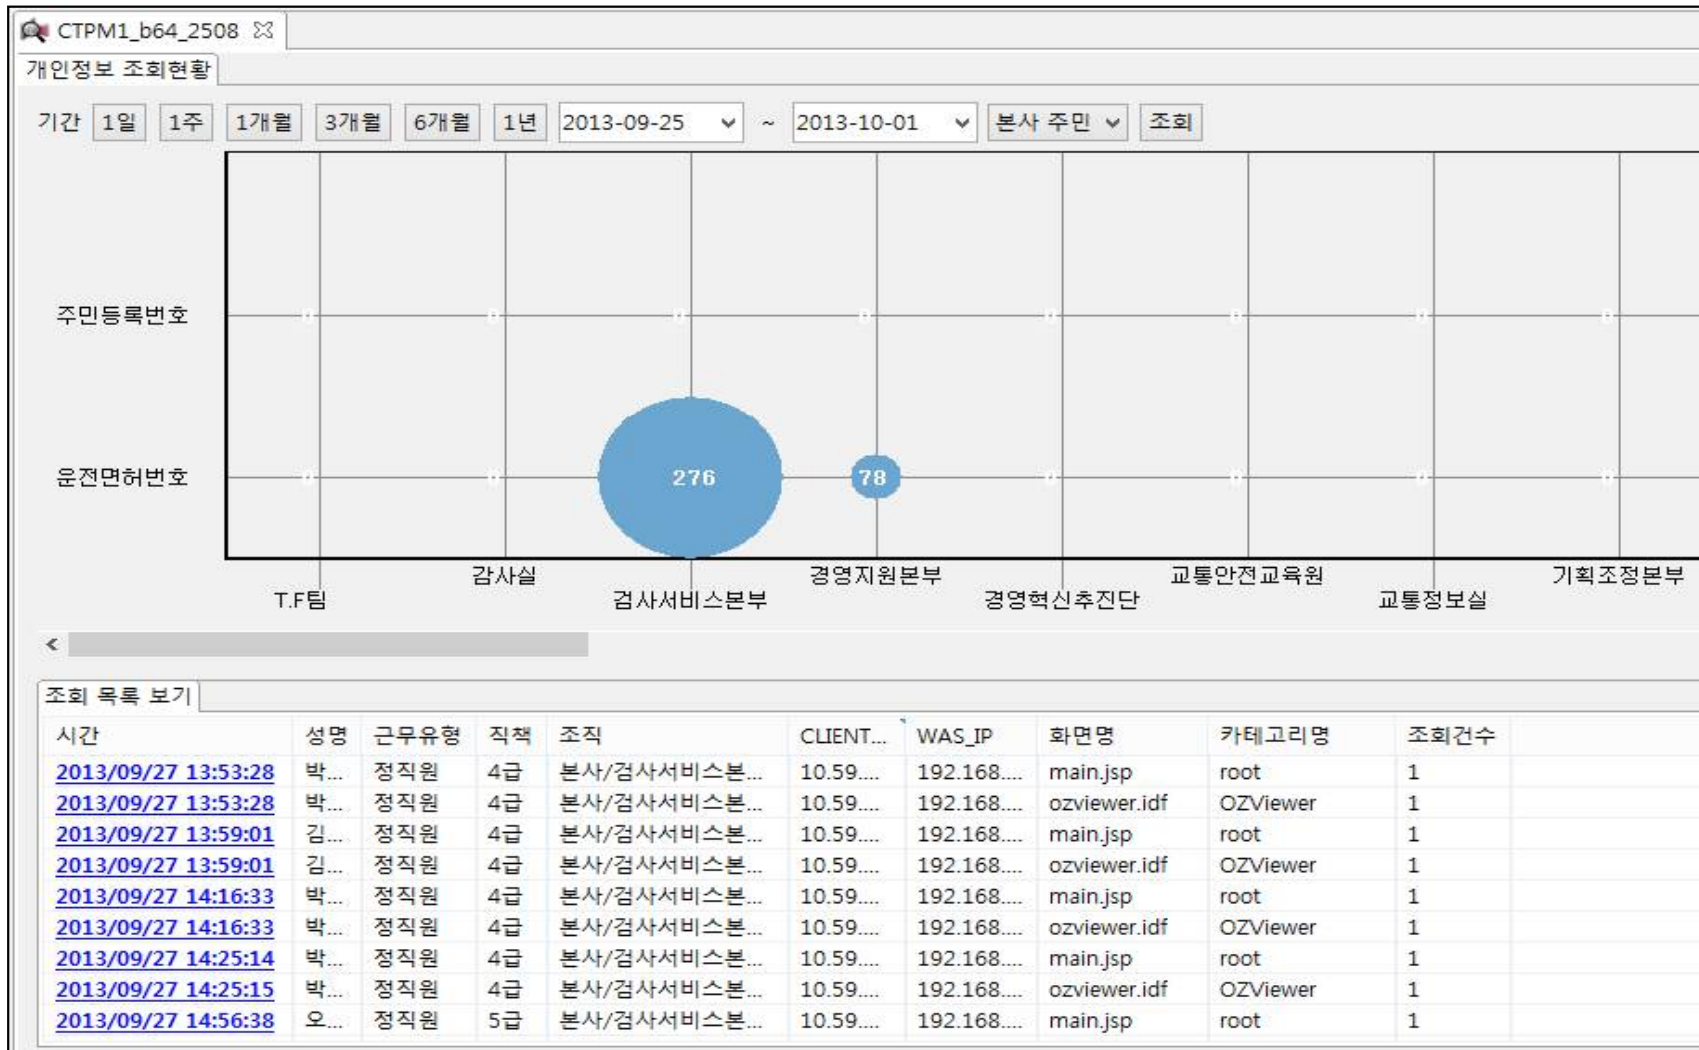 CTPM1_b64_2508
개인정보 조회현황
기간 1일 1주 1개월 3개월 6개월 1년 2013-09-25 ~ 2013-10-01 본사 주민 조회
주민등록번호 0 0 0 0 0 0 0 0
운전면허번호 0 0 276 78 0 0 0 0
감사실 경영지원본부 교통안전교육원 기획조정본부
T.F팀 검사서비스본부 경영혁신추진단 교통정보실
조회 목록 보기
시간 성명 근무유형 직책 조직 CLIENT... WAS_IP 화면명 카테고리명 조회건수
2013/09/27 13:53:28 박... 정직원 4급 본사/검사서비스본... 10.59.... 192.168.... main.jsp root 1
2013/09/27 13:53:28 박... 정직원 4급 본사/검사서비스본... 10.59.... 192.168.... ozviewer.idf OZViewer 1
2013/09/27 13:59:01 김... 정직원 4급 본사/검사서비스본... 10.59.... 192.168.... main.jsp root 1
2013/09/27 13:59:01 김... 정직원 4급 본사/검사서비스본... 10.59.... 192.168.... ozviewer.idf OZViewer 1
2013/09/27 14:16:33 박... 정직원 4급 본사/검사서비스본... 10.59.... 192.168.... main.jsp root 1
2013/09/27 14:16:33 박... 정직원 4급 본사/검사서비스본... 10.59.... 192.168.... ozviewer.idf OZViewer 1
2013/09/27 14:25:14 박... 정직원 4급 본사/검사서비스본... 10.59.... 192.168.... main.jsp root 1
2013/09/27 14:25:15 박... 정직원 4급 본사/검사서비스본... 10.59.... 192.168.... ozviewer.idf OZViewer 1
2013/09/27 14:56:38 오... 정직원 5급 본사/검사서비스본... 10.59.... 192.168.... main.jsp root 1